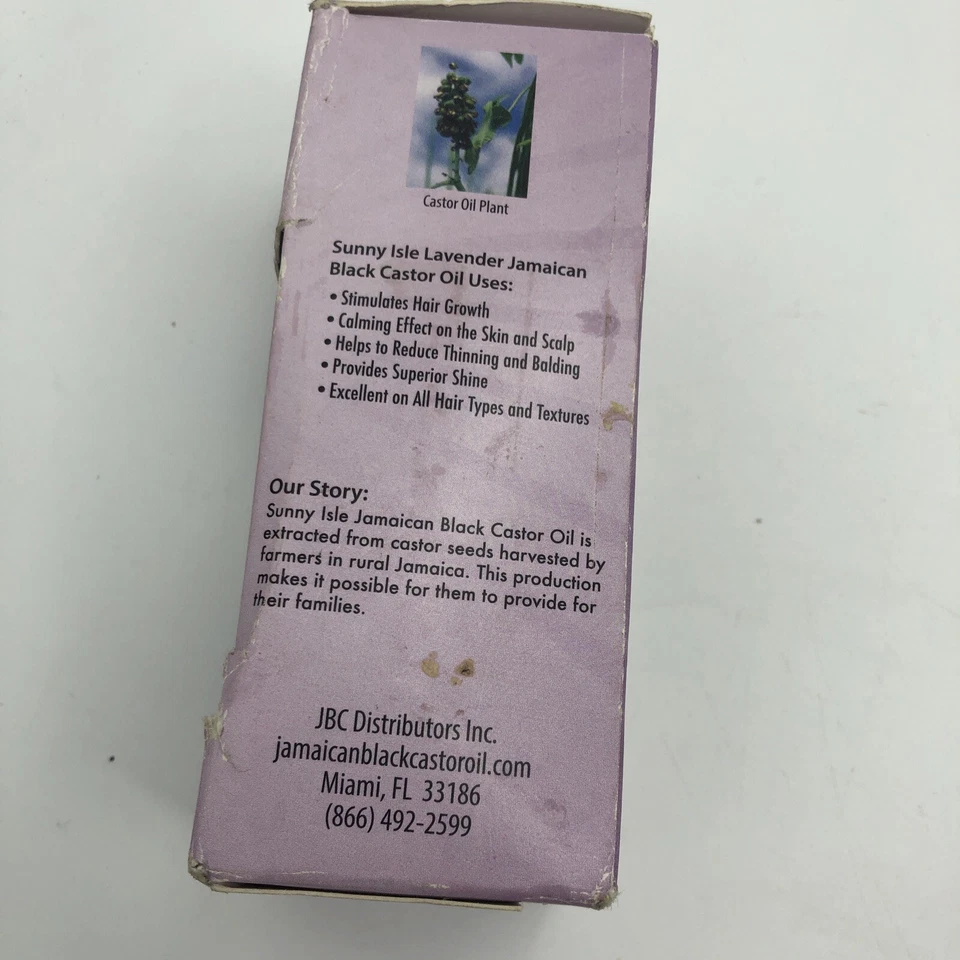 Castor Oil Plant
Sunny Isle Lavender Jamaican
Black Castor Oil Uses:
• Stimulates Hair Growth
• Calming Effect on the Skin and Scalp
• Helps to Reduce Thinning and Balding
• Provides Superior Shine
• Excellent on All Hair Types and Textures
Our Story:
Sunny Isle Jamaican Black Castor Oil is
extracted from castor seeds harvested by
farmers in rural Jamaica. This production
makes it possible for them to provide for
their families.
JBC Distributors Inc.
jamaicanblackcastoroil.com
Miami, FL 33186
(866) 492-2599